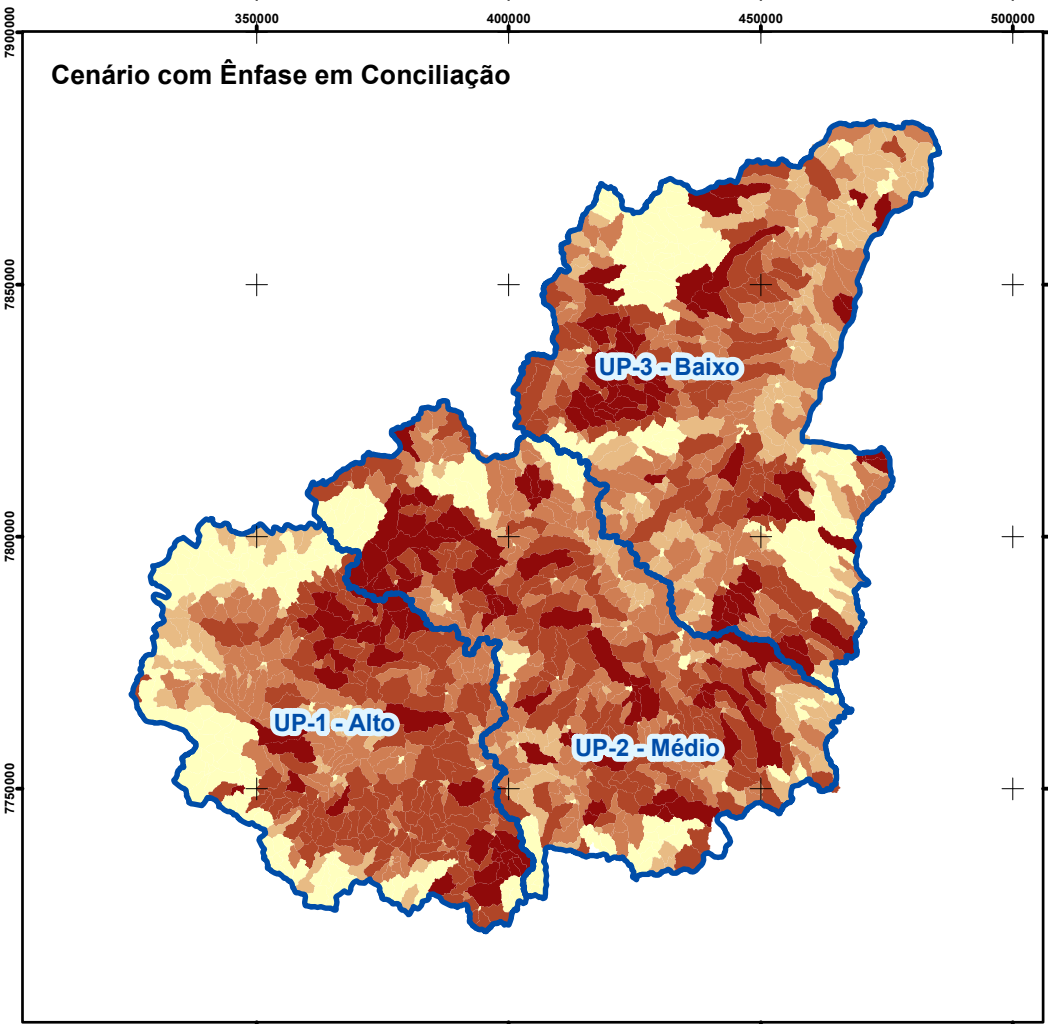 350000 400000 450000 500000
7900000
Cenário com Ênfase em Conciliação
7850000
UP-3 - Baixo
7800000
UP-1 - Alto
UP-2 - Médio
7750000